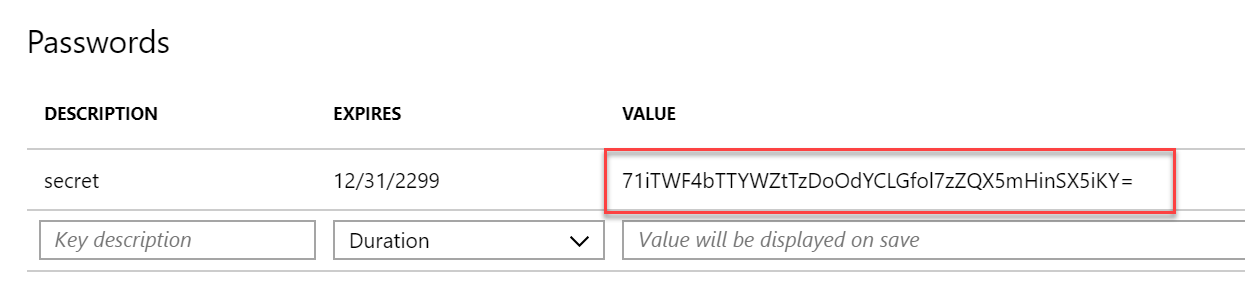 Passwords
DESCRIPTION EXPIRES VALUE
secret 12/31/2299 71iTWF4bTTYWZtTzDoOdYCLGfol7zZQX5mHinSX5iKY=
Key description Duration Value will be displayed on save